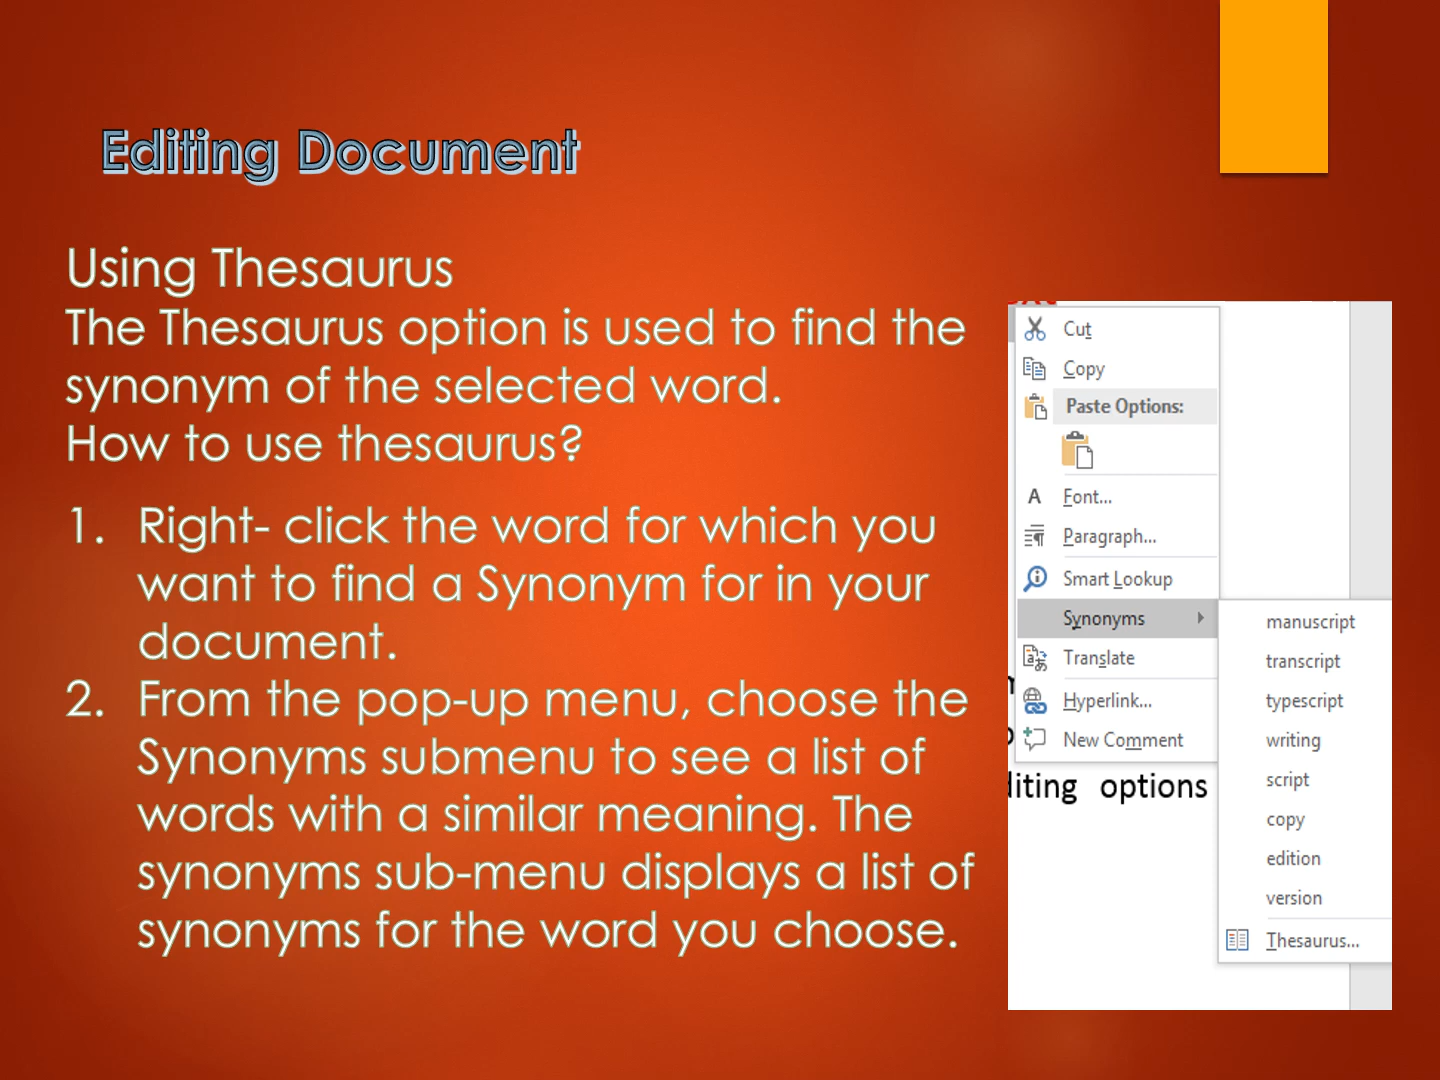 Editing Document
Using Thesaurus
The Thesaurus option is used to find the
synonym of the selected word.
How to use thesaurus?
1. Right- click the word for which you
want to find a Synonym for in your
document.
2. From the pop-up menu, choose the
Synonyms submenu to see a list of
words with a similar meaning. The
synonyms sub-menu displays a list of
synonyms for the word you choose.
Cut
Copy
Paste Options:
Font...
Paragraph...
Smart Lookup
Synonyms
Translate
Hyperlink...
New Comment
manuscript
transcript
typescript
writing
script
copy
edition
version
Thesaurus...
diting options